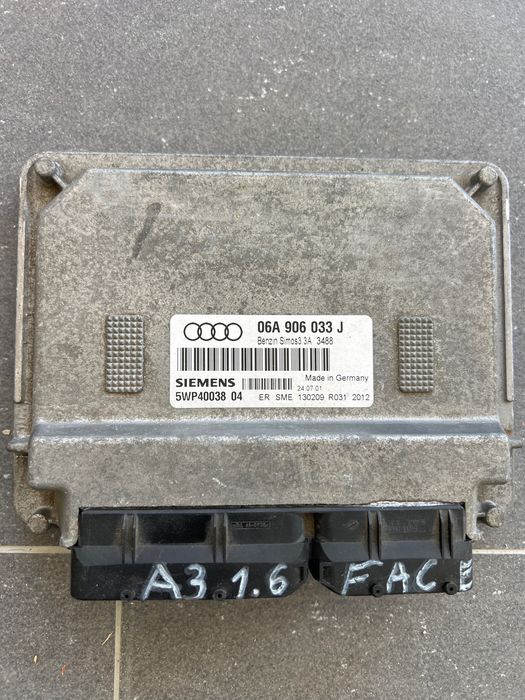 06A 906 033 J
Benzin Simos3.3A 3488
SIEMENS
Made in Germany
24.07.01
5WP40038 04
ER SME 130209 R031 2012
A3 1.6 FAC